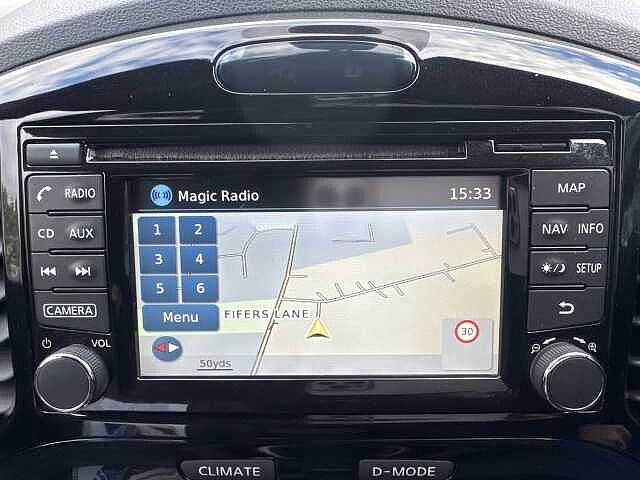 Magic Radio 15:33
RADIO
CD AUX
CAMERA
VOL
1 2
3 4
5 6
Menu
FIFERS LANE
50yds
30
MAP
NAV INFO
SETUP
CLIMATE
D-MODE